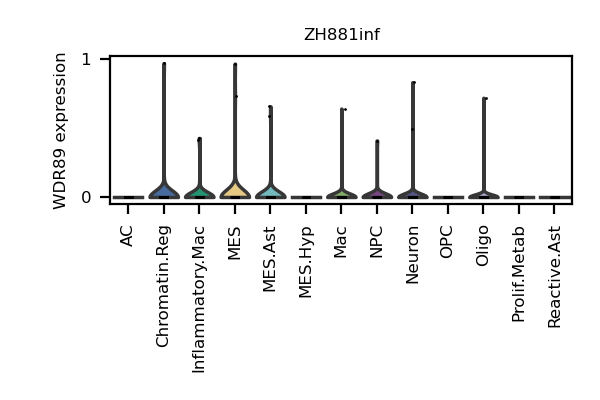 ZH881inf
WDR89 expression
1
0
AC
Chromatin.Reg
Inflammatory.Mac
MES
MES.Ast
MES.Hyp
Mac
NPC
Neuron
OPC
Oligo
Prolif.Metab
Reactive.Ast